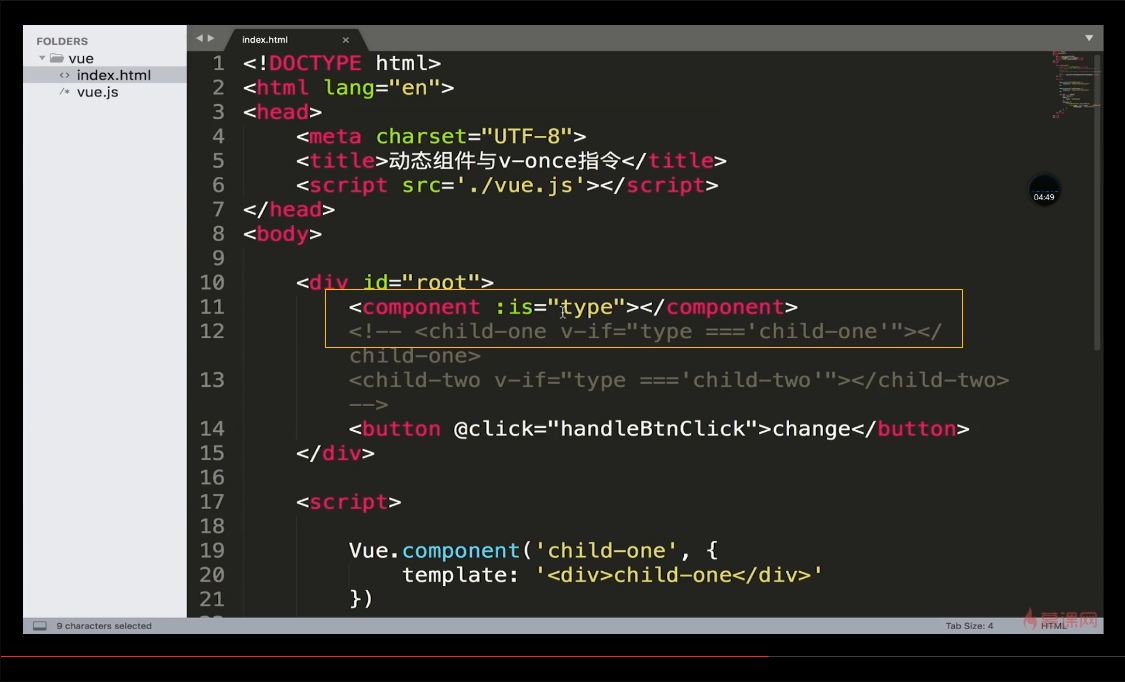 FOLDERS
vue
<> index.html
/* vue.js
index.html ×
1 <!DOCTYPE html>
2 <html lang="en">
3 <head>
4 <meta charset="UTF-8">
5 <title>动态组件与v-once指令</title>
6 <script src='./vue.js'></script>
7 </head>
8 <body>
9
10 <div id="root">
11 <component :is="type"></component>
12 <!-- <child-one v-if="type ==='child-one'"></
child-one>
13 <child-two v-if="type ==='child-two'"></child-two>
-->
14 <button @click="handleBtnClick">change</button>
15 </div>
16
17 <script>
18
19 Vue.component('child-one', {
20 template: '<div>child-one</div>'
21 })
04:49
9 characters selected
Tab Size: 4
HTML
慕课网